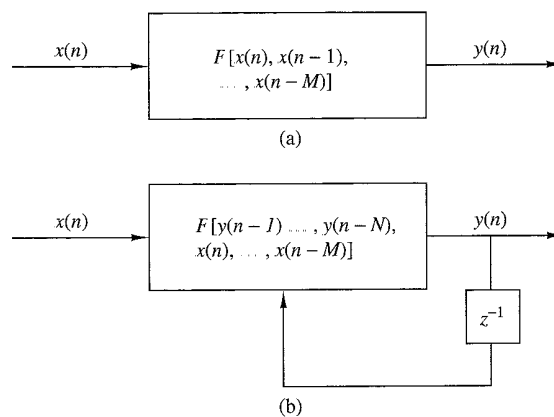 x(n)
F[x(n), x(n – 1),
..... , x(n – M)]
y(n)
(a)
x(n)
F[y(n – 1) ..... , y(n – N),
x(n), .... , x(n – M)]
y(n)
z⁻¹
(b)